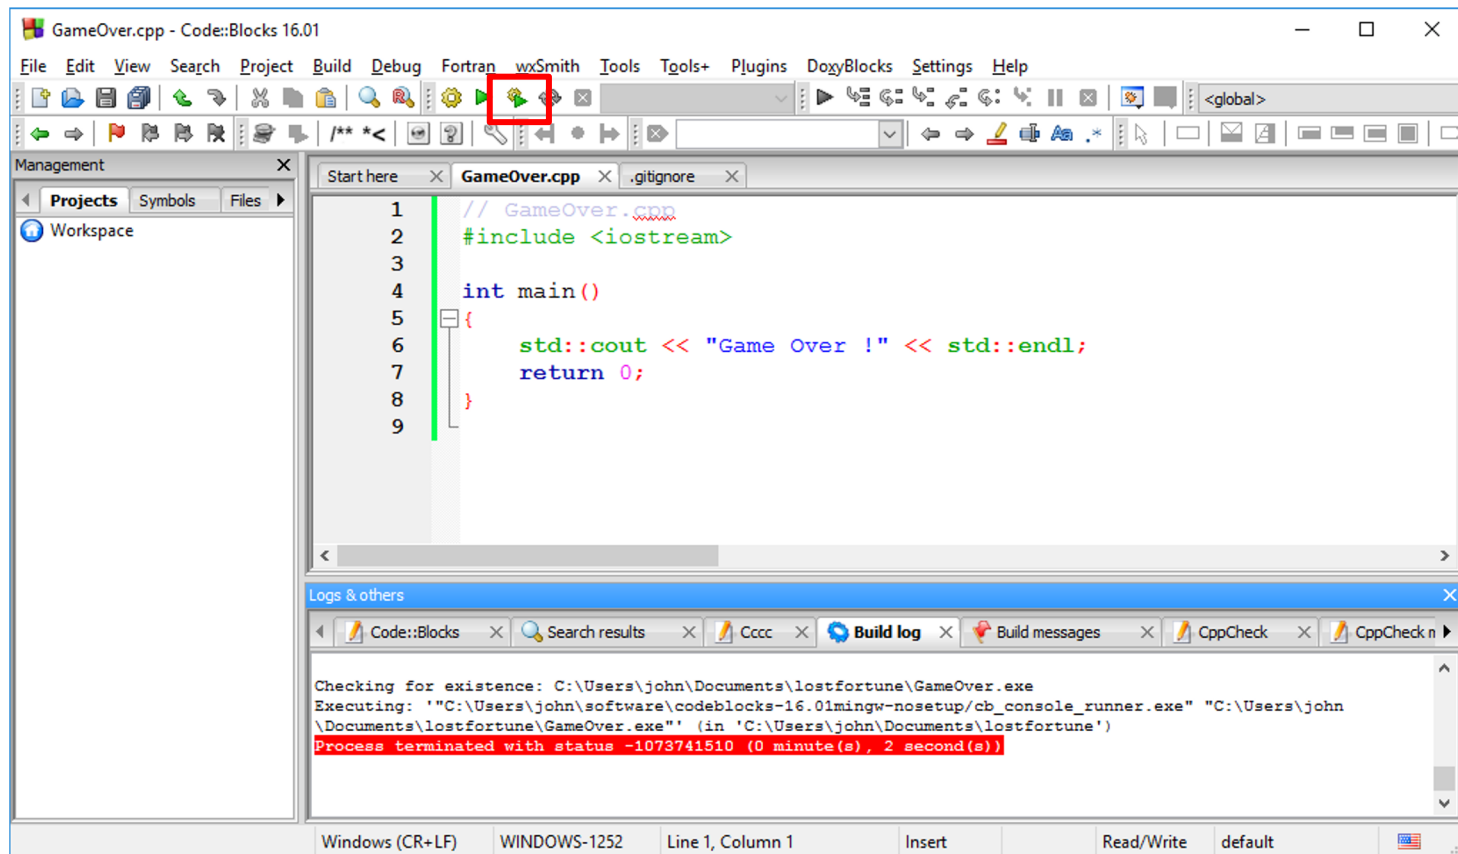 GameOver.cpp - Code::Blocks 16.01
File Edit View Search Project Build Debug Fortran wxSmith Tools Tools+ Plugins DoxyBlocks Settings Help
<global>
/** *<
Management
Projects Symbols Files
Workspace
Start here GameOver.cpp .gitignore
1 // GameOver.cpp
2 #include <iostream>
3
4 int main()
5 {
6 std::cout << "Game Over !" << std::endl;
7 return 0;
8 }
9
Logs & others
Code::Blocks Search results Cccc Build log Build messages CppCheck CppCheck m
Checking for existence: C:\Users\john\Documents\lostfortune\GameOver.exe
Executing: '"C:\Users\john\software\codeblocks-16.01mingw-nosetup/cb_console_runner.exe" "C:\Users\john
\Documents\lostfortune\GameOver.exe"' (in 'C:\Users\john\Documents\lostfortune')
Process terminated with status -1073741510 (0 minute(s), 2 second(s))
Windows (CR+LF) WINDOWS-1252 Line 1, Column 1 Insert Read/Write default